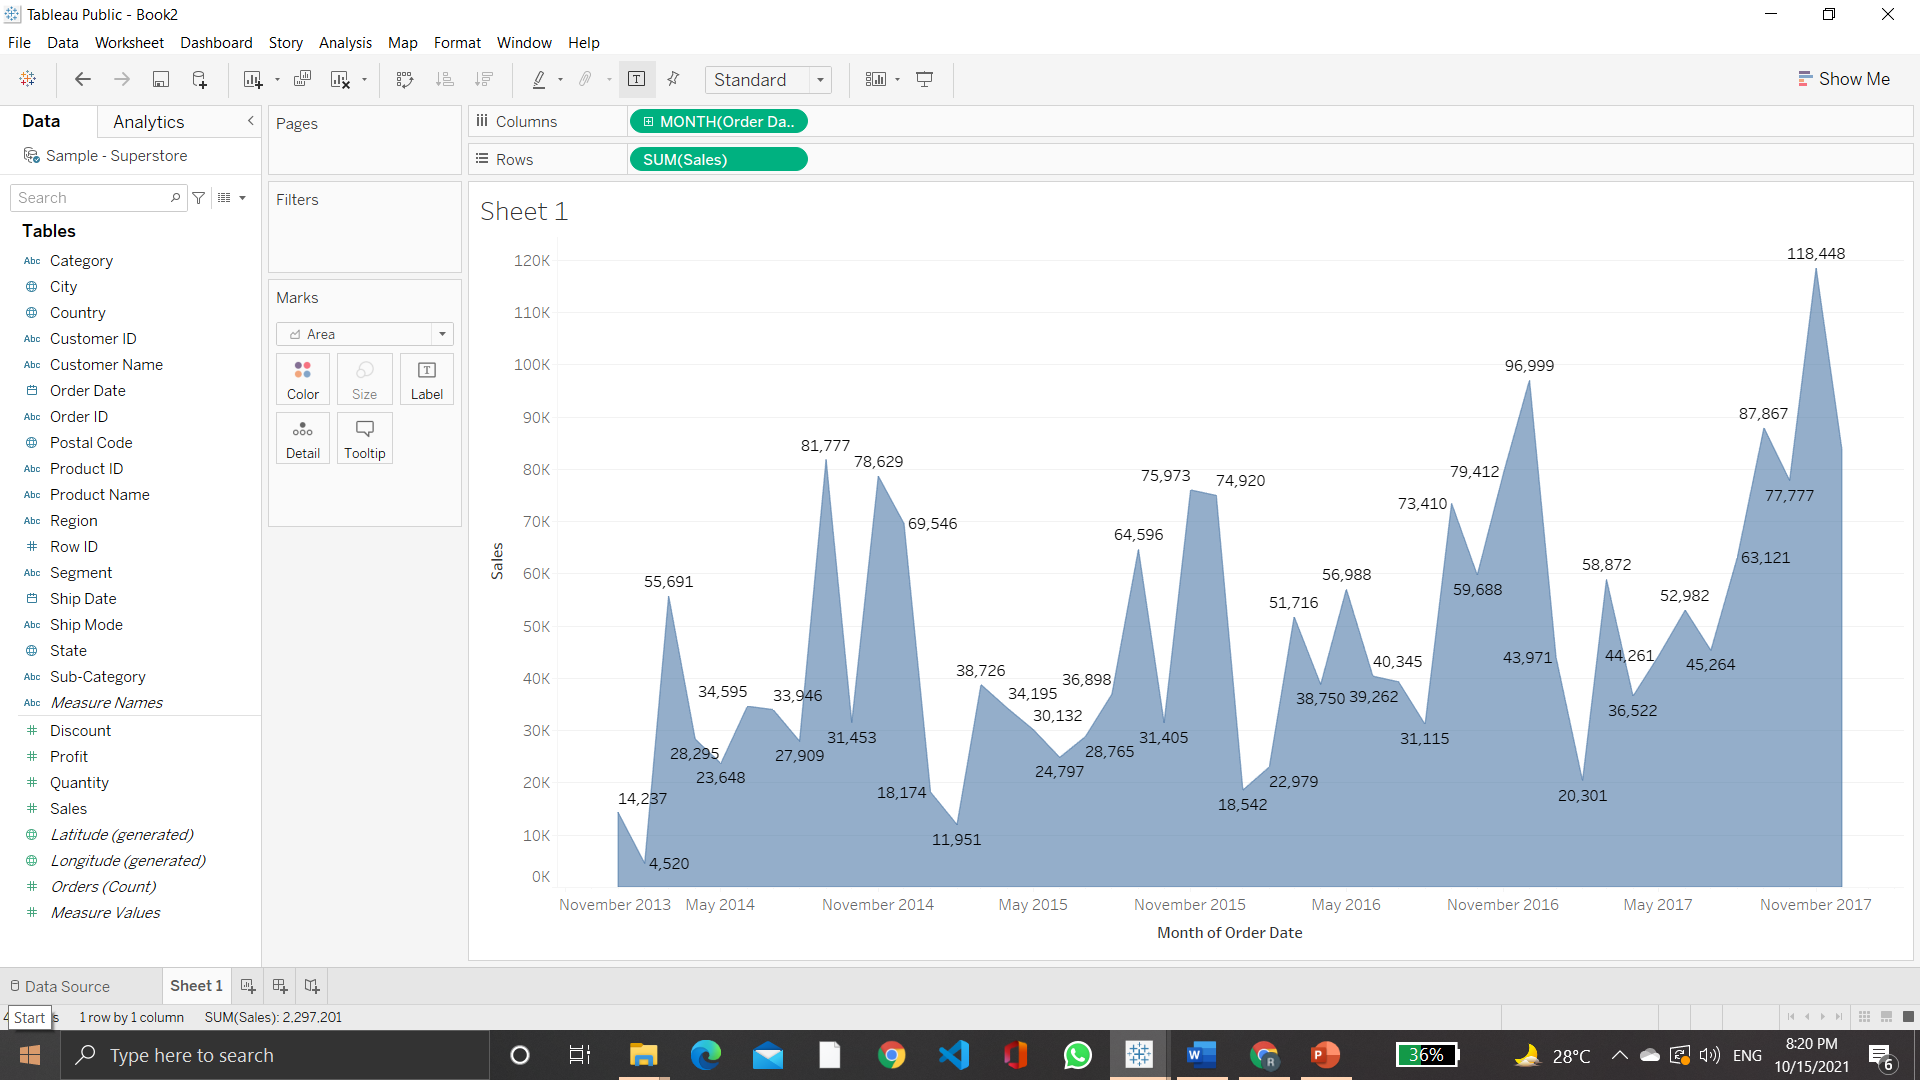 Tableau Public - Book2
File Data Worksheet Dashboard Story Analysis Map Format Window Help
Standard
Show Me
Data Analytics
Sample - Superstore
Search
Tables
Abc Category
City
Country
Abc Customer ID
Abc Customer Name
Order Date
Abc Order ID
Postal Code
Abc Product ID
Abc Product Name
Abc Region
# Row ID
Abc Segment
Ship Date
Abc Ship Mode
State
Abc Sub-Category
Abc Measure Names
# Discount
# Profit
# Quantity
# Sales
Latitude (generated)
Longitude (generated)
# Orders (Count)
# Measure Values
Pages
Filters
Marks
Area
Color Size Label
Detail Tooltip
Columns MONTH(Order Da..
Rows SUM(Sales)
Sheet 1
120K
110K
100K
90K
80K
70K
60K
50K
40K
30K
20K
10K
0K
Sales
14,237
4,520
55,691
28,295
23,648
34,595
33,946
27,909
81,777
31,453
78,629
69,546
18,174
11,951
38,726
34,195
30,132
24,797
28,765
36,898
64,596
31,405
75,973
74,920
18,542
22,979
51,716
38,750
56,988
40,345
39,262
31,115
73,410
59,688
79,412
96,999
43,971
20,301
58,872
36,522
44,261
52,982
45,264
63,121
87,867
77,777
118,448
November 2013 May 2014 November 2014 May 2015 November 2015 May 2016 November 2016 May 2017 November 2017
Month of Order Date
Data Source Sheet 1
Start 1 row by 1 column SUM(Sales): 2,297,201
Type here to search
36%
28°C
ENG
8:20 PM
10/15/2021
6